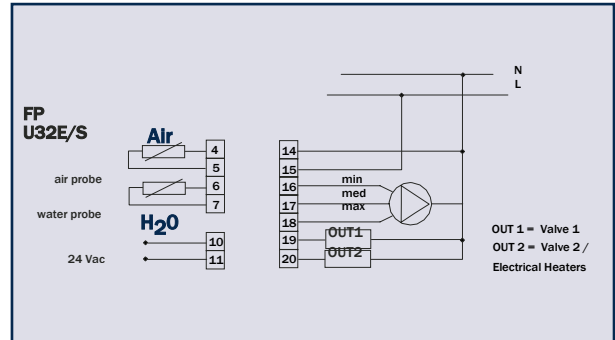 N
L
FP
U32E/S
Air
4
5
air probe
6
7
water probe
H20
10
24 Vac
11
14
15
16
min
17
med
max
18
19
OUT1
20
OUT2
OUT 1 = Valve 1
OUT 2 = Valve 2 /
Electrical Heaters